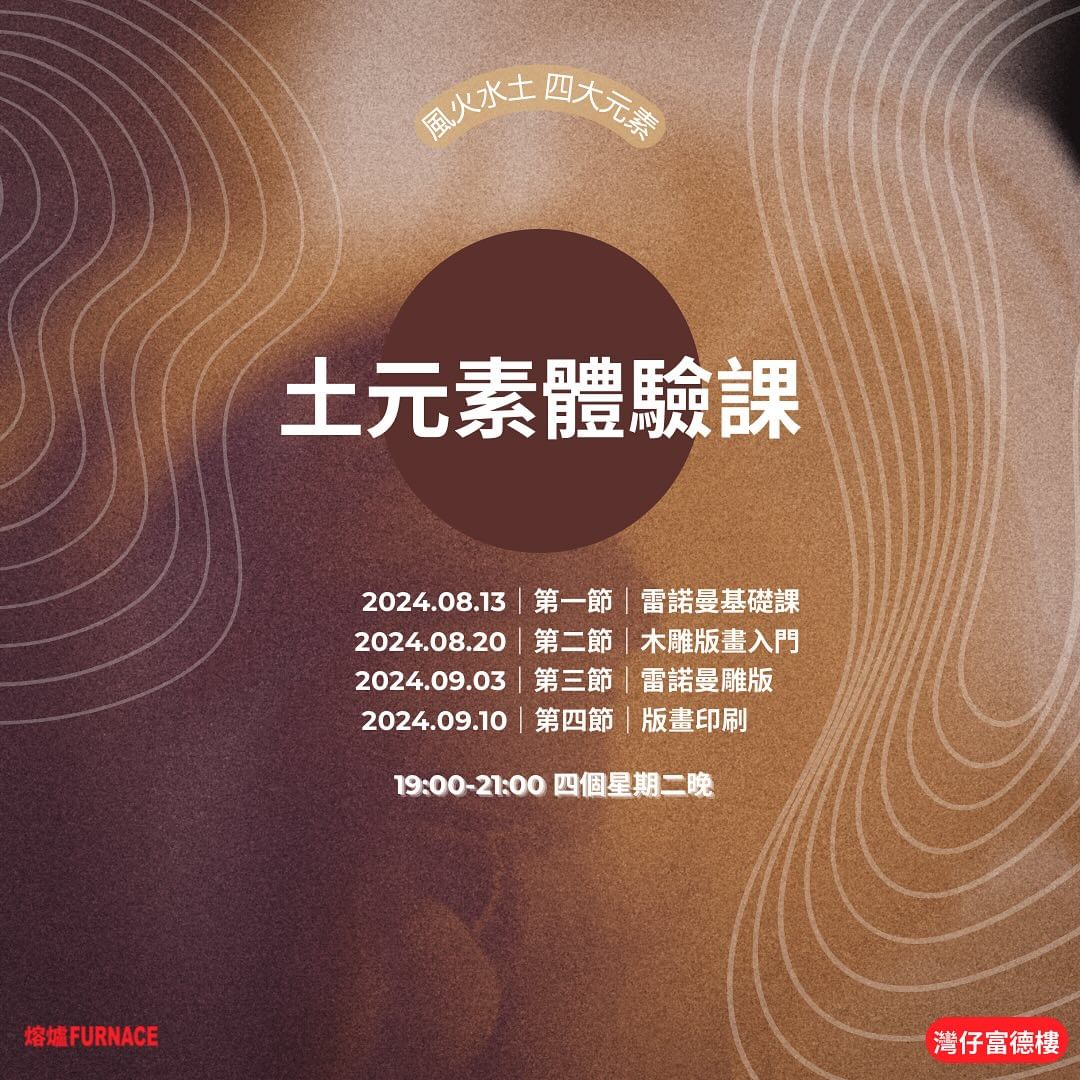 風火水土 四大元素
土元素體驗課
2024.08.13｜第一節｜雷諾曼基礎課
2024.08.20｜第二節｜木雕版畫入門
2024.09.03｜第三節｜雷諾曼雕版
2024.09.10｜第四節｜版畫印刷
19:00-21:00 四個星期二晚
熔爐FURNACE
灣仔富德樓